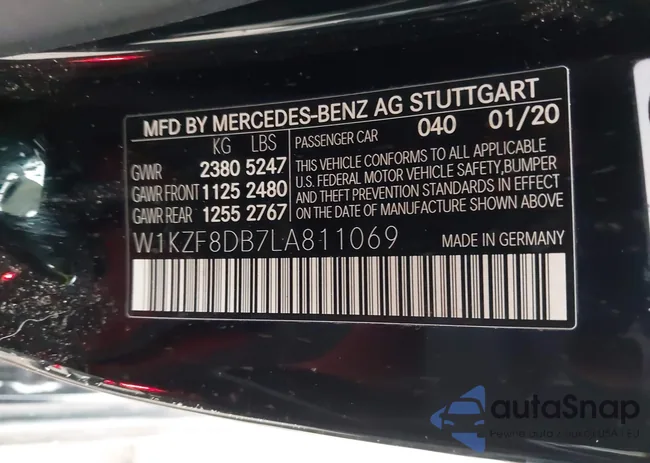 MFD BY MERCEDES-BENZ AG STUTTGART
KG LBS
PASSENGER CAR 040 01/20
GVWR 2380 5247
GAWR FRONT 1125 2480
GAWR REAR 1255 2767
THIS VEHICLE CONFORMS TO ALL APPLICABLE
U.S. FEDERAL MOTOR VEHICLE SAFETY,BUMPER
AND THEFT PREVENTION STANDARDS IN EFFECT
ON THE DATE OF MANUFACTURE SHOWN ABOVE
W1KZF8DB7LA811069 MADE IN GERMANY
autoSnap